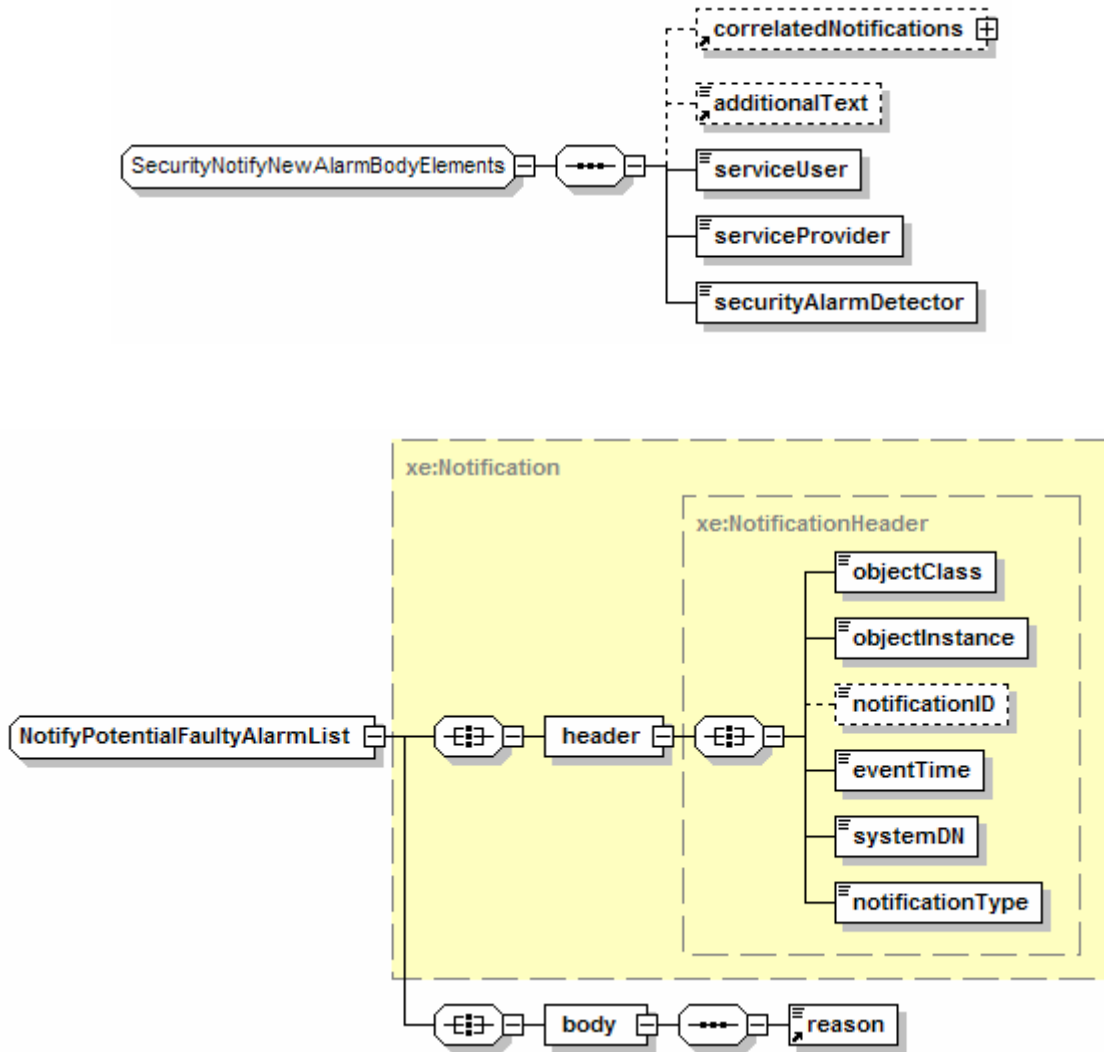 correlatedNotifications
additionalText
SecurityNotifyNewAlarmBodyElements
serviceUser
serviceProvider
securityAlarmDetector
xe:Notification
xe:NotificationHeader
objectClass
objectInstance
notificationID
NotifyPotentialFaultyAlarmList
header
eventTime
systemDN
notificationType
body
reason